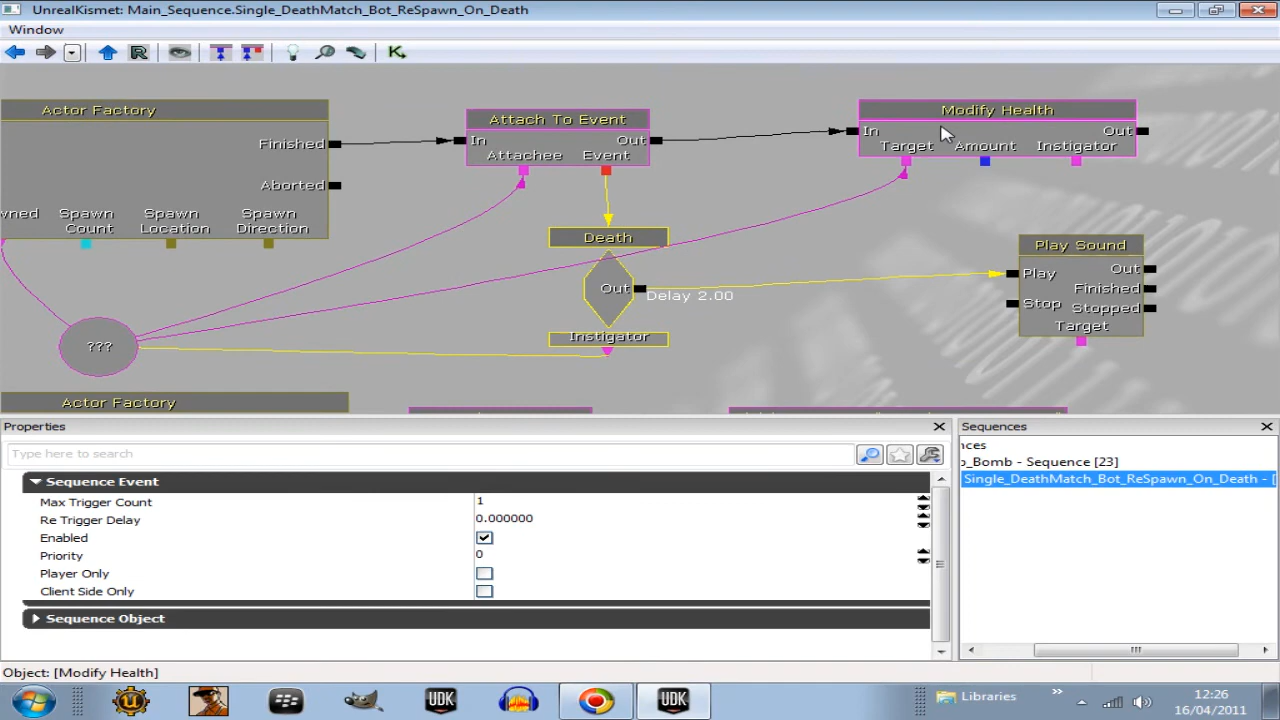 UnrealKismet: Main_Sequence.Single_DeathMatch_Bot_ReSpawn_On_Death
Window
Actor Factory
Finished
Aborted
wned
Spawn Count
Spawn Location
Spawn Direction
Attach To Event
In
Out
Attachee
Event
Modify Health
In
Out
Target
Amount
Instigator
Death
Out
Delay 2.00
Instigator
Play Sound
Play
Out
Finished
Stop
Stopped
Target
???
Actor Factory
Properties
Type here to search
Sequence Event
Max Trigger Count
1
Re Trigger Delay
0.000000
Enabled
Priority
0
Player Only
Client Side Only
Sequence Object
Sequences
nces
o_Bomb - Sequence [23]
Single_DeathMatch_Bot_ReSpawn_On_Death - [
Object: [Modify Health]
UDK
UDK
Libraries
12:26
16/04/2011